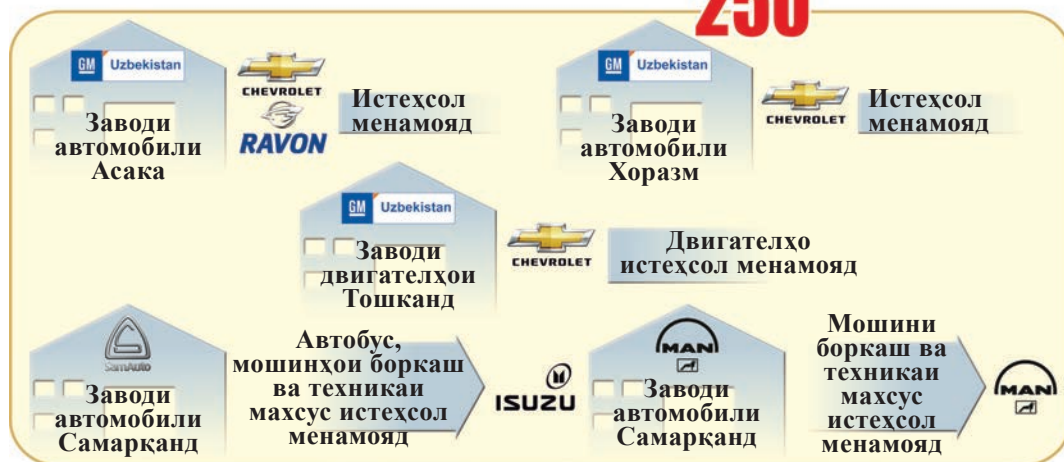 250
GM Uzbekistan
CHEVROLET
RAVON
Заводи
автомобили
Асака
Истеҳсол
менамояд
GM Uzbekistan
CHEVROLET
Заводи
автомобили
Хоразм
Истеҳсол
менамояд
GM Uzbekistan
CHEVROLET
Заводи
двигателҳои
Тошканд
Двигателҳо
истеҳсол менамояд
SamAuto
Заводи
автомобили
Самарқанд
Автобус,
мошинҳои боркаш
ва техникаи
махсус истеҳсол
менамояд
ISUZU
MAN
Заводи
автомобили
Самарқанд
Мошини
боркаш ва
техникаи
махсус
истеҳсол
менамояд
MAN